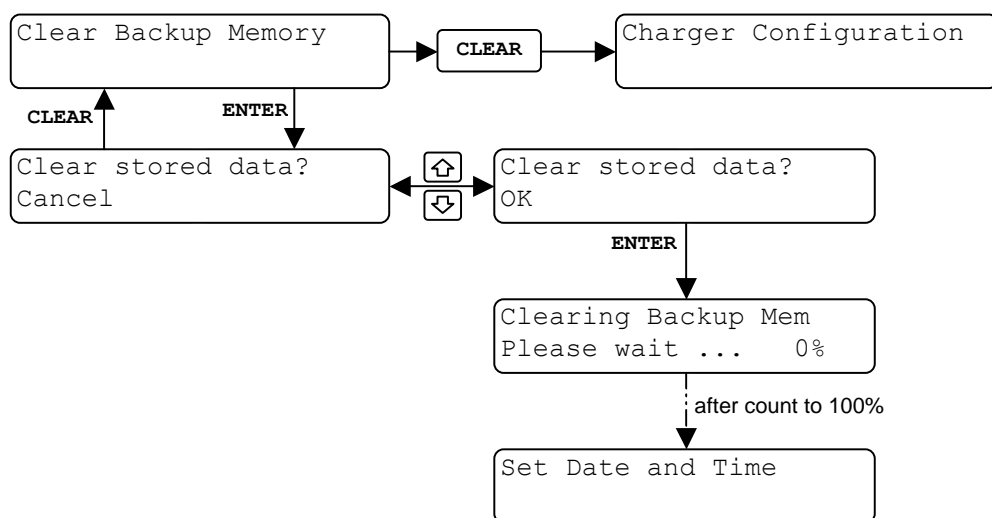 Clear Backup Memory
CLEAR
Charger Configuration
CLEAR
ENTER
Clear stored data?
Cancel
Clear stored data?
OK
ENTER
Clearing Backup Mem
Please wait ... 0%
after count to 100%
Set Date and Time